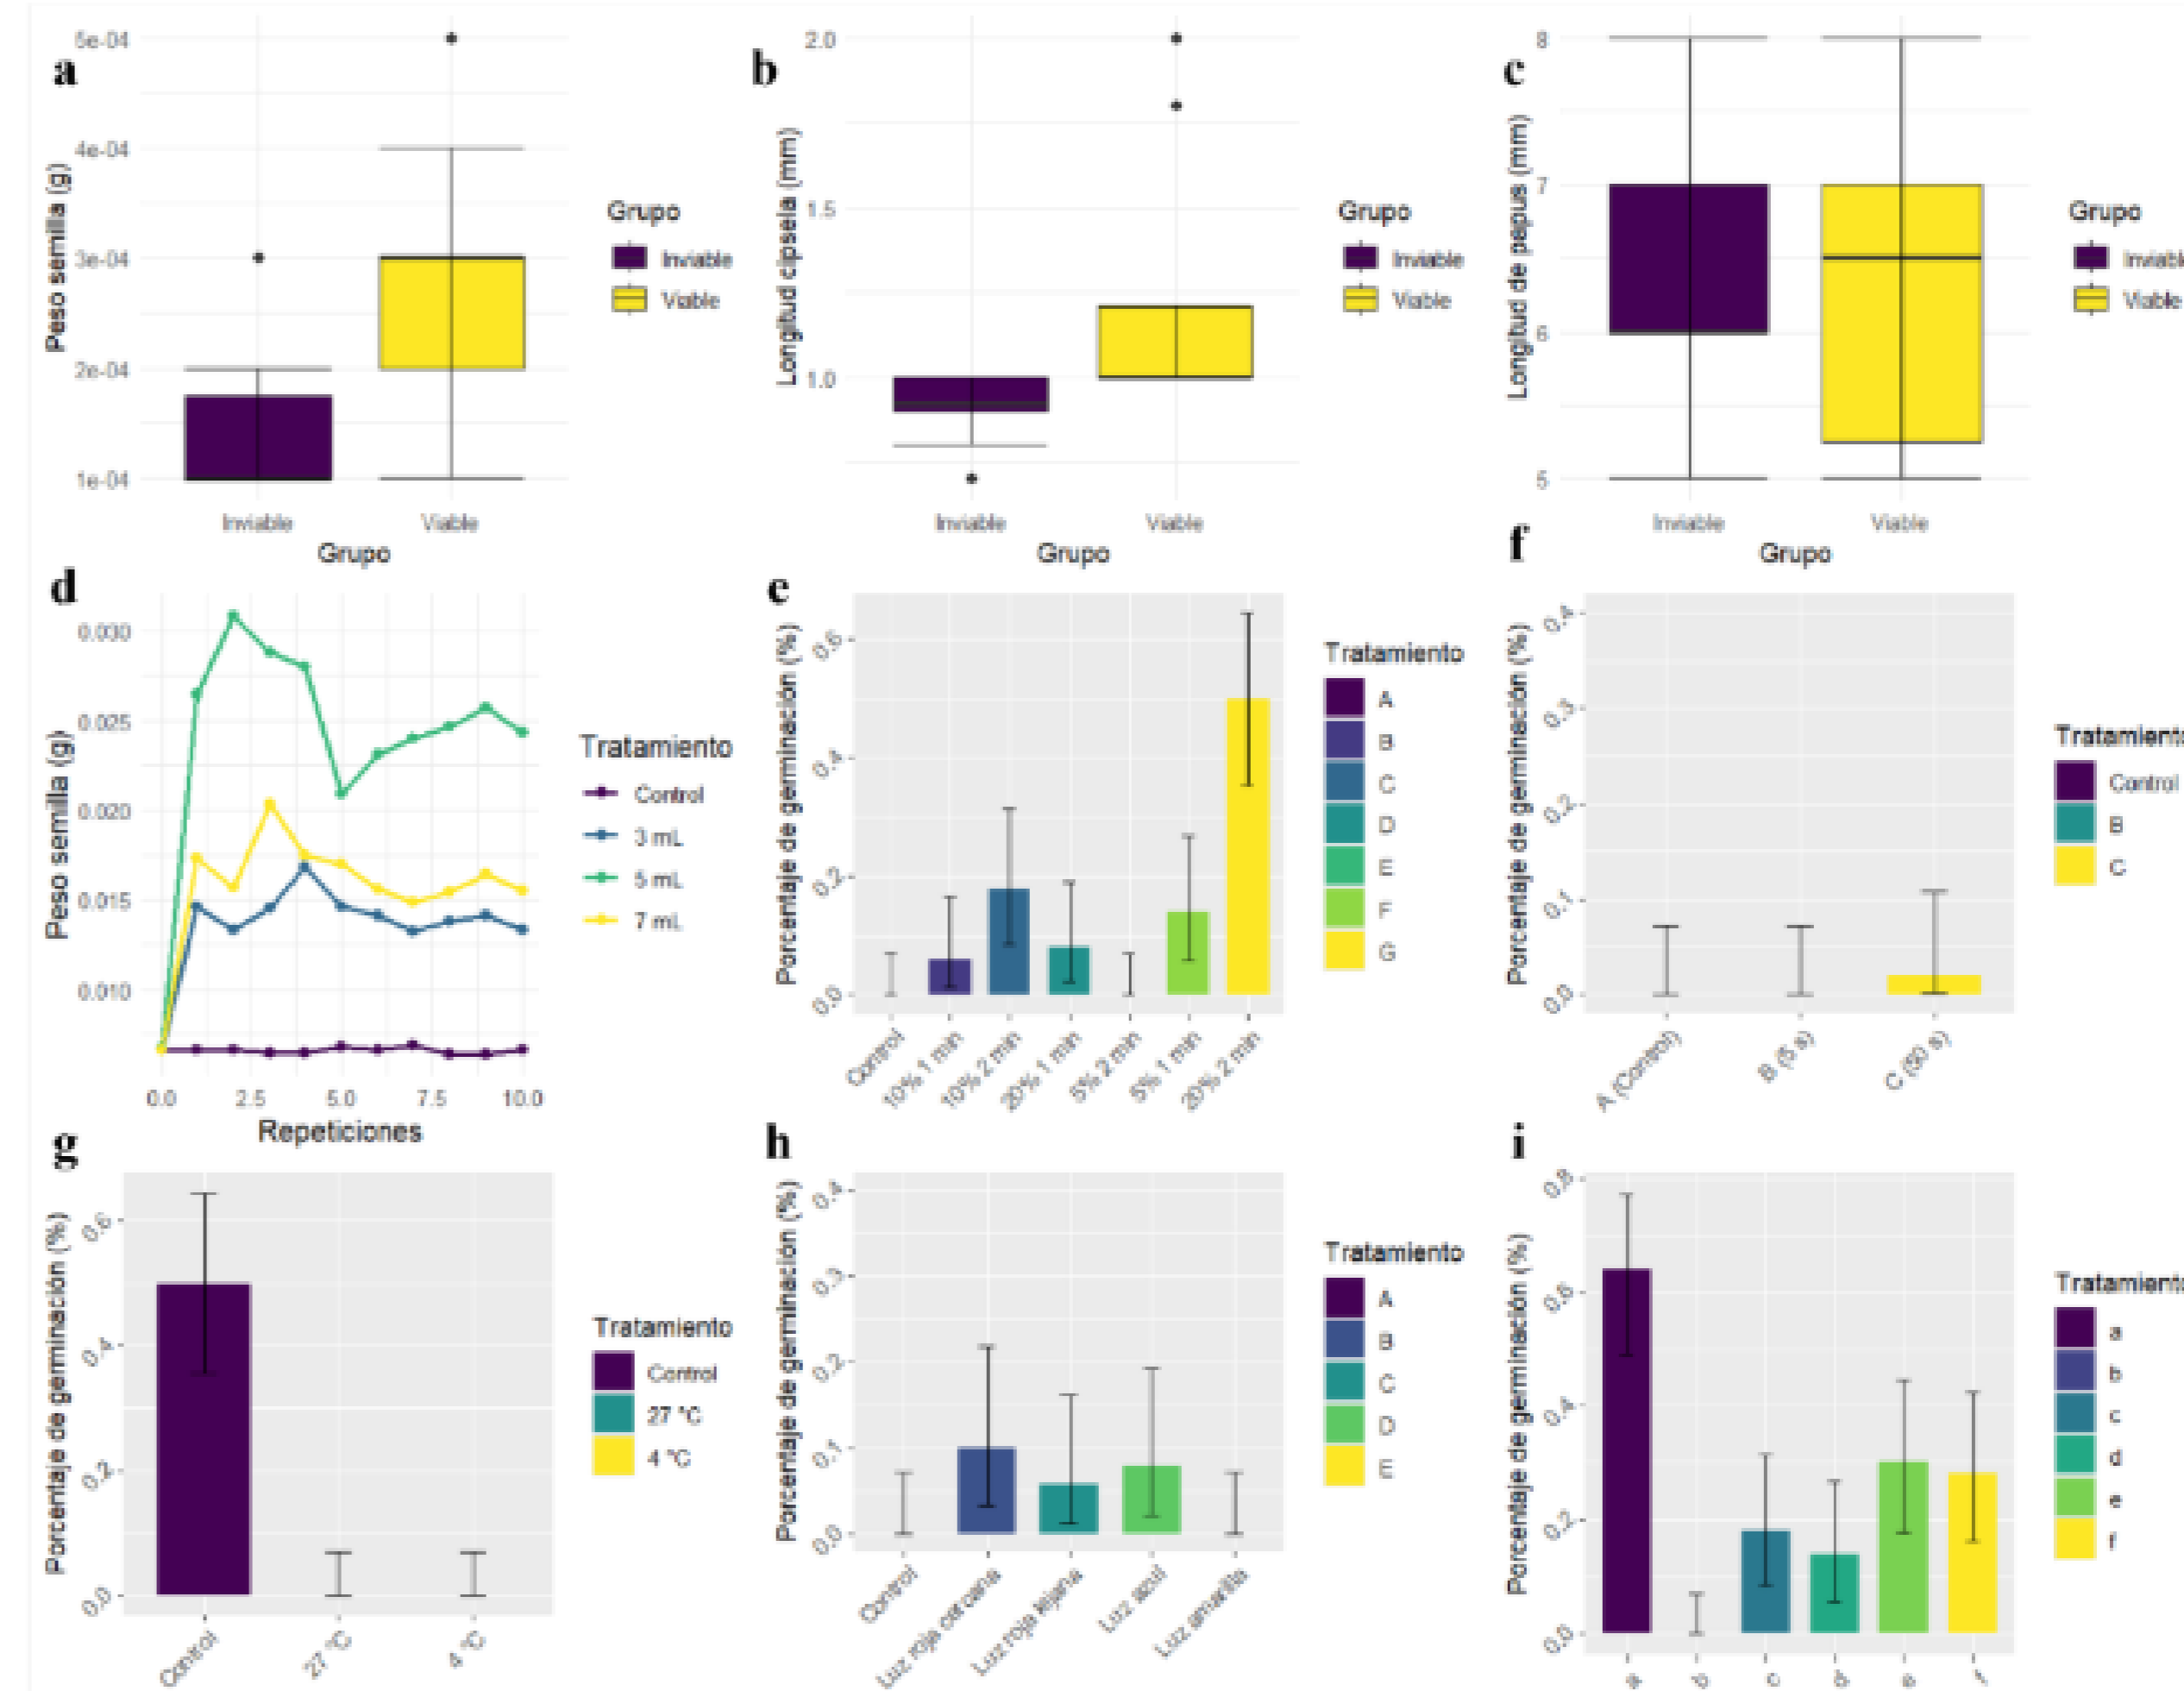 a
Peso semilla (g)
5e-04
4e-04
3e-04
2e-04
1e-04
Inviable
Viable
Grupo
Grupo
Inviable
Viable
b
Longitud cipsela (mm)
2.0
1.5
1.0
Inviable
Viable
Grupo
Grupo
Inviable
Viable
c
Longitud de papus (mm)
8
7
6
5
Inviable
Viable
Grupo
Grupo
Inviabl
Viable
d
Peso semilla (g)
0.030
0.025
0.020
0.015
0.010
0.0
2.5
5.0
7.5
10.0
Repeticiones
Tratamiento
Control
3 mL
5 mL
7 mL
e
Porcentaje de germinación (%)
0.6
0.4
0.2
0.0
Control
10% 1 min
10% 2 min
20% 1 min
5% 2 min
5% 1 min
20% 2 min
Tratamiento
A
B
C
D
E
F
G
f
Porcentaje de germinación (%)
0.4
0.3
0.2
0.1
0.0
A (Control)
B (5 s)
Tratamiento
Control
B
C
g
Porcentaje de germinación (%)
0.6
0.4
0.2
0.0
Control
27 °C
4 °C
Tratamiento
Control
27 °C
4 °C
h
Porcentaje de germinación (%)
0.4
0.3
0.2
0.1
0.0
Control
Luz roja cercana
Luz roja lejana
Luz azul
Luz amarilla
Tratamiento
A
B
C
D
E
i
Porcentaje de germinación (%)
0.8
0.6
0.4
0.2
0.0
a
b
c
d
e
f
Tratamiento
a
b
c
d
e
f